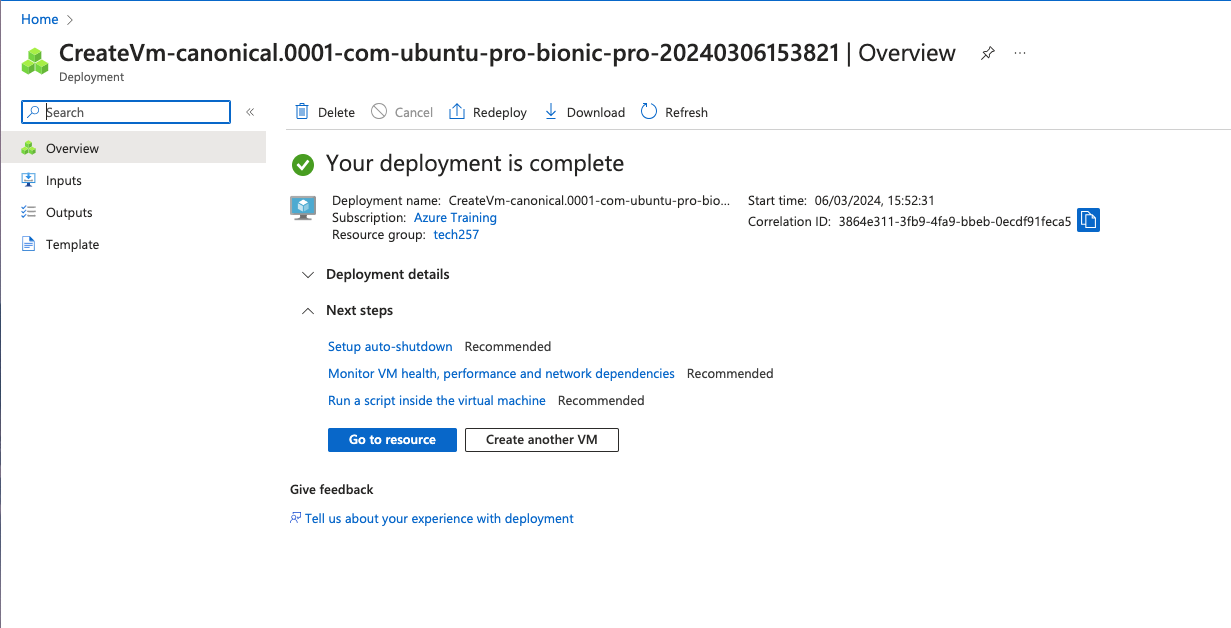 Home
CreateVm-canonical.0001-com-ubuntu-pro-bionic-pro-20240306153821 | Overview
Deployment
Search
Delete Cancel Redeploy Download Refresh
Overview
Inputs
Outputs
Template
Your deployment is complete
Deployment name: CreateVm-canonical.0001-com-ubuntu-pro-bio... Start time: 06/03/2024, 15:52:31
Subscription: Azure Training Correlation ID: 3864e311-3fb9-4fa9-bbeb-0ecdf91feca5
Resource group: tech257
Deployment details
Next steps
Setup auto-shutdown Recommended
Monitor VM health, performance and network dependencies Recommended
Run a script inside the virtual machine Recommended
Go to resource Create another VM
Give feedback
Tell us about your experience with deployment